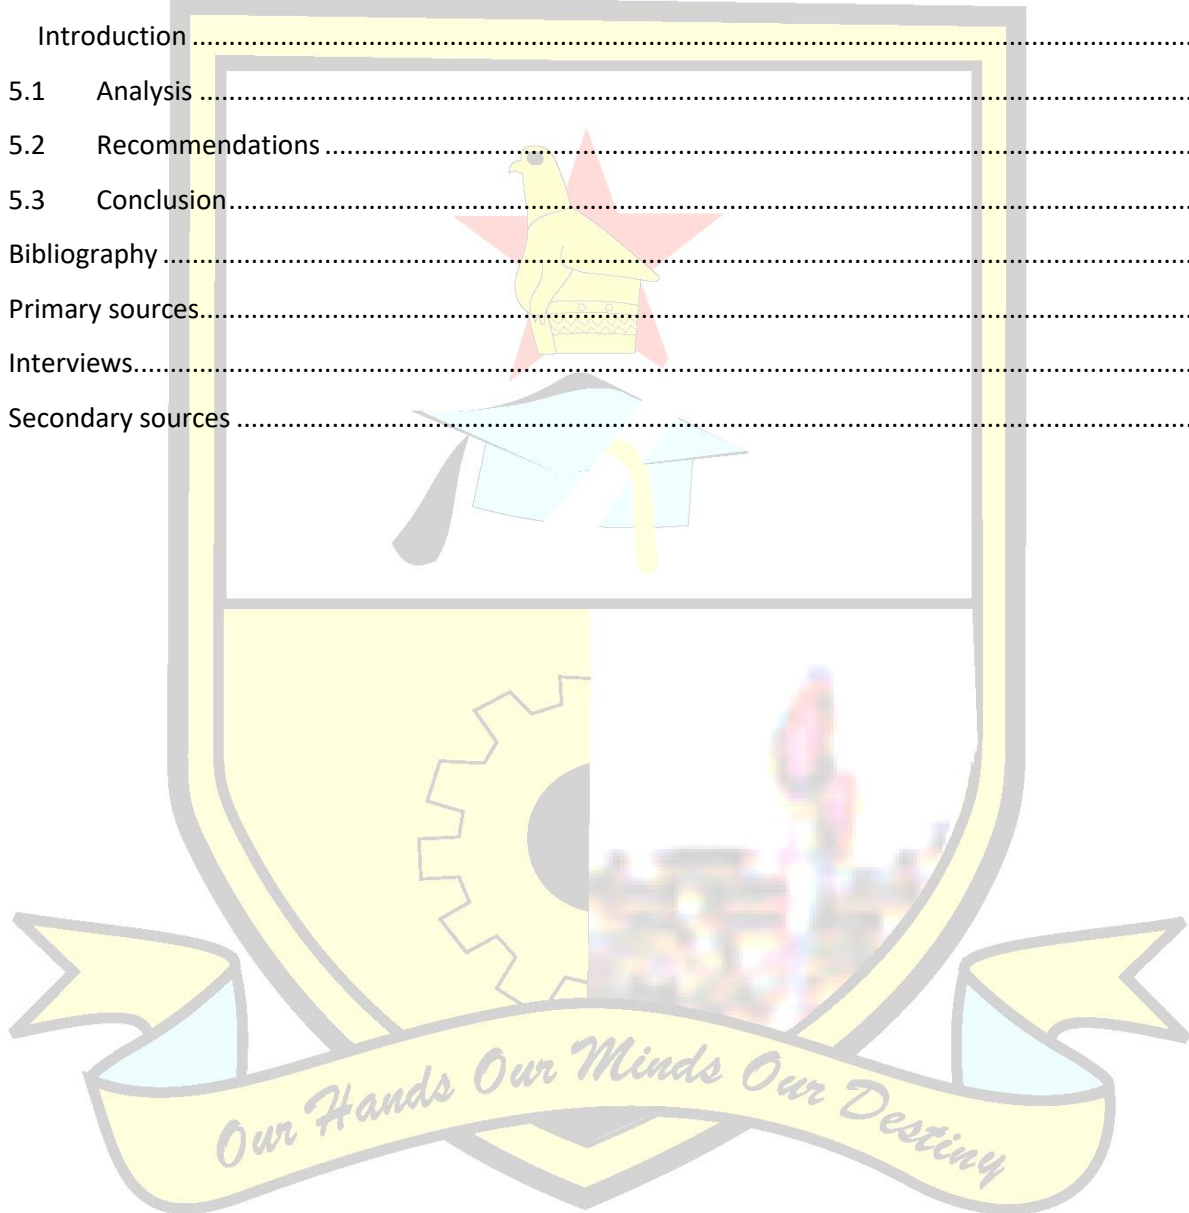 Introduction ........................................................................................................................
5.1 Analysis ........................................................................................................................
5.2 Recommendations ........................................................................................................................
5.3 Conclusion ........................................................................................................................
Bibliography ........................................................................................................................
Primary sources ........................................................................................................................
Interviews ........................................................................................................................
Secondary sources ........................................................................................................................
Our Hands Our Minds Our Destiny